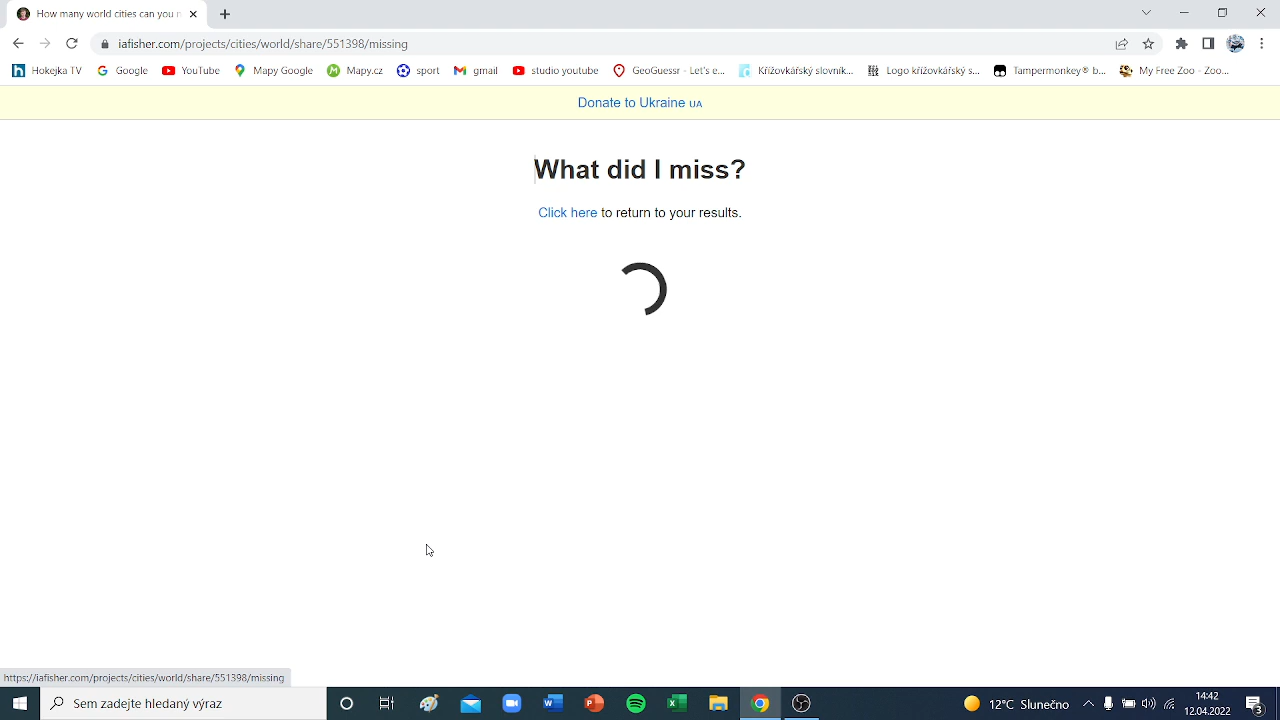 How many world cities can you n
iafisher.com/projects/cities/world/share/551398/missing
Hokejka TV Google YouTube Mapy Google Mapy.cz sport gmail studio youtube GeoGuessr - Let's e... Křížovkářský slovník... Logo křížovkářský s... Tampermonkey® b... My Free Zoo - Zoo...
Donate to Ukraine UA
What did I miss?
Click here to return to your results.
https://iafisher.com/projects/cities/world/share/551398/missing
Sem zadejte hledaný výraz
12°C Slunečno
14:42
12.04.2022